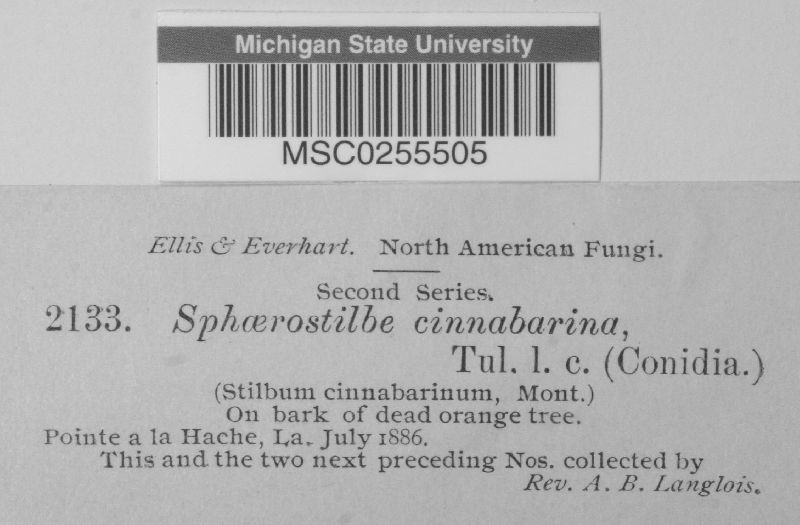 Michigan State University
MSC0255505
Ellis & Everhart. North American Fungi.
Second Series.
2133. Sphærostilbe cinnabarina,
Tul. l. c. (Conidia.)
(Stilbum cinnabarinum, Mont.)
On bark of dead orange tree.
Pointe a la Hache, La. July 1886.
This and the two next preceding Nos. collected by
Rev. A. B. Langlois.